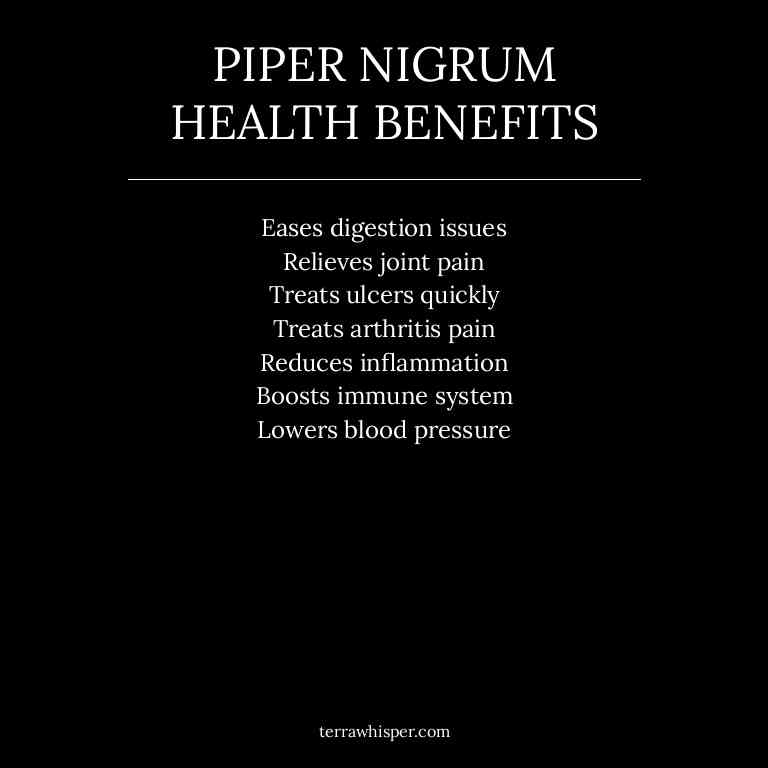 PIPER NIGRUM
HEALTH BENEFITS
Eases digestion issues
Relieves joint pain
Treats ulcers quickly
Treats arthritis pain
Reduces inflammation
Boosts immune system
Lowers blood pressure
terrawhisper.com